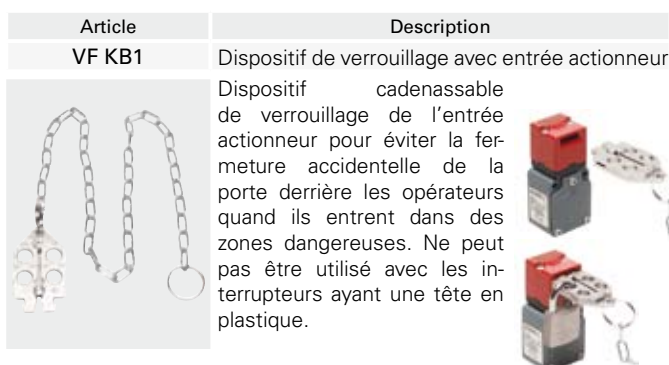 Article Description
VF KB1 Dispositif de verrouillage avec entrée actionneur
Dispositif cadenassable
de verrouillage de l'entrée
actionneur pour éviter la fer-
meture accidentelle de la
porte derrière les opérateurs
quand ils entrent dans des
zones dangereuses. Ne peut
pas être utilisé avec les in-
terrupteurs ayant une tête en
plastique.